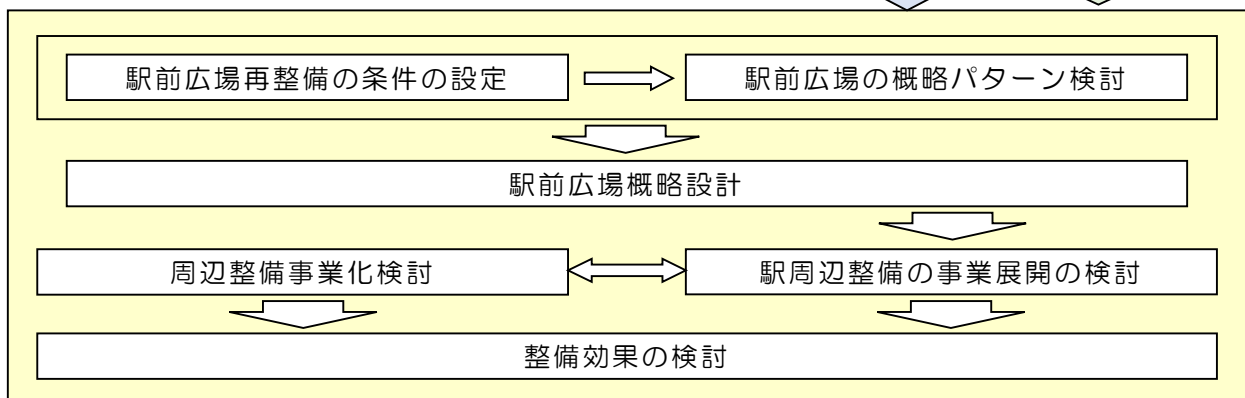 駅前広場再整備の条件の設定
駅前広場の概略パターン検討
駅前広場概略設計
周辺整備事業化検討
駅周辺整備の事業展開の検討
整備効果の検討